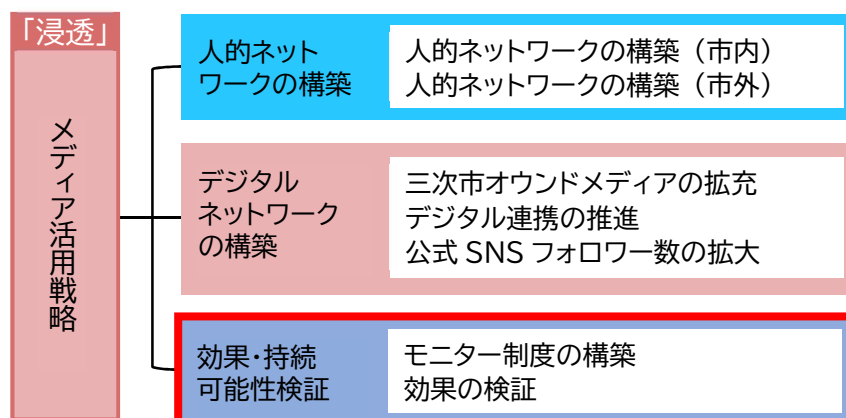 「浸透」
メディア活用戦略
人的ネット
ワークの構築
人的ネットワークの構築（市内）
人的ネットワークの構築（市外）
デジタル
ネットワーク
の構築
三次市オウンドメディアの拡充
デジタル連携の推進
公式 SNS フォロワー数の拡大
効果・持続
可能性検証
モニター制度の構築
効果の検証